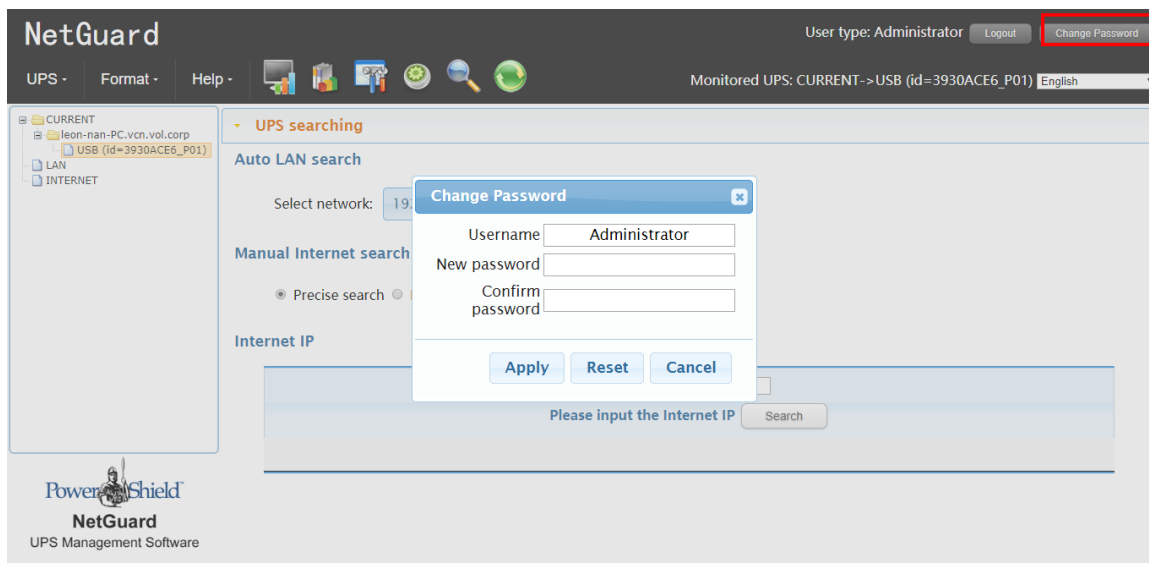 NetGuard
User type: Administrator Logout Change Password
UPS - Format - Help -
Monitored UPS: CURRENT->USB (id=3930ACE6_P01) English
CURRENT
leon-nan-PC.vcn.vol.corp
USB (id=3930ACE6_P01)
LAN
INTERNET
UPS searching
Auto LAN search
Select network: 19
Manual Internet search
Precise search
Internet IP
Please input the Internet IP Search
Change Password
Username Administrator
New password
Confirm
password
Apply Reset Cancel
PowerShield
NetGuard
UPS Management Software